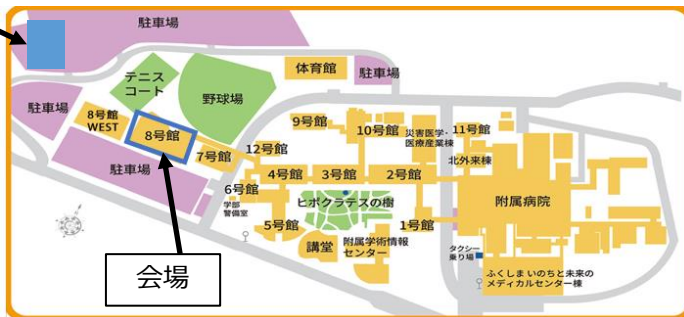 駐車場
体育館
駐車場
テニス
コート
野球場
駐車場
8号館
WEST
8号館
駐車場
7号館
12号館
9号館
10号館
災害医学・
医療産業棟
11号館
北外来棟
6号館
学部
警備室
4号館
3号館
2号館
ヒポクラテスの樹
附属病院
5号館
講堂
附属学術情報
センター
1号館
タクシー
乗り場
ふくしま いのちと未来の
メディカルセンター棟
会場